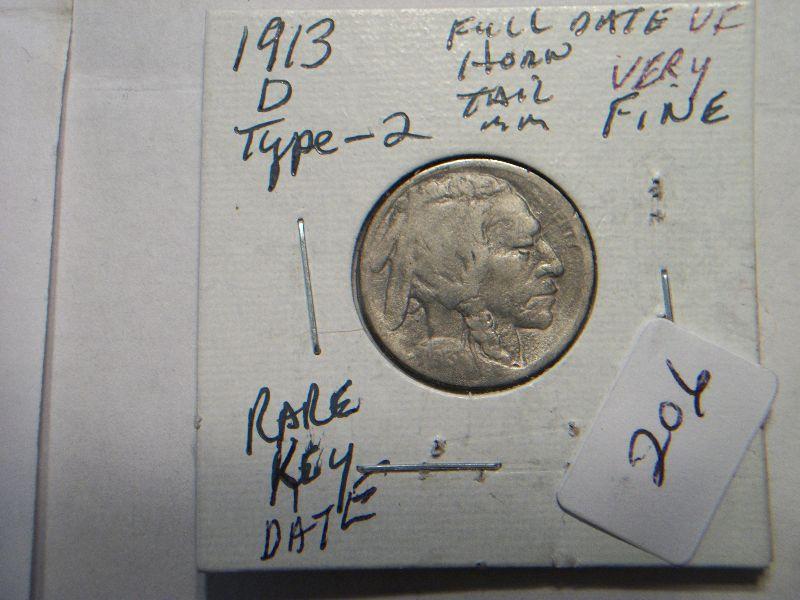 1913
D
Type-2
FULL DATE VF
HORN
TAIL
MM
VERY
FINE
RARE
KEY
DATE
206